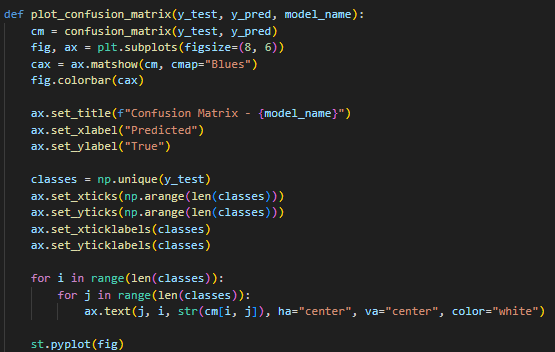 def plot_confusion_matrix(y_test, y_pred, model_name):
    cm = confusion_matrix(y_test, y_pred)
    fig, ax = plt.subplots(figsize=(8, 6))
    cax = ax.matshow(cm, cmap="Blues")
    fig.colorbar(cax)

    ax.set_title(f"Confusion Matrix - {model_name}")
    ax.set_xlabel("Predicted")
    ax.set_ylabel("True")

    classes = np.unique(y_test)
    ax.set_xticks(np.arange(len(classes)))
    ax.set_yticks(np.arange(len(classes)))
    ax.set_xticklabels(classes)
    ax.set_yticklabels(classes)

    for i in range(len(classes)):
        for j in range(len(classes)):
            ax.text(j, i, str(cm[i, j]), ha="center", va="center", color="white")

    st.pyplot(fig)